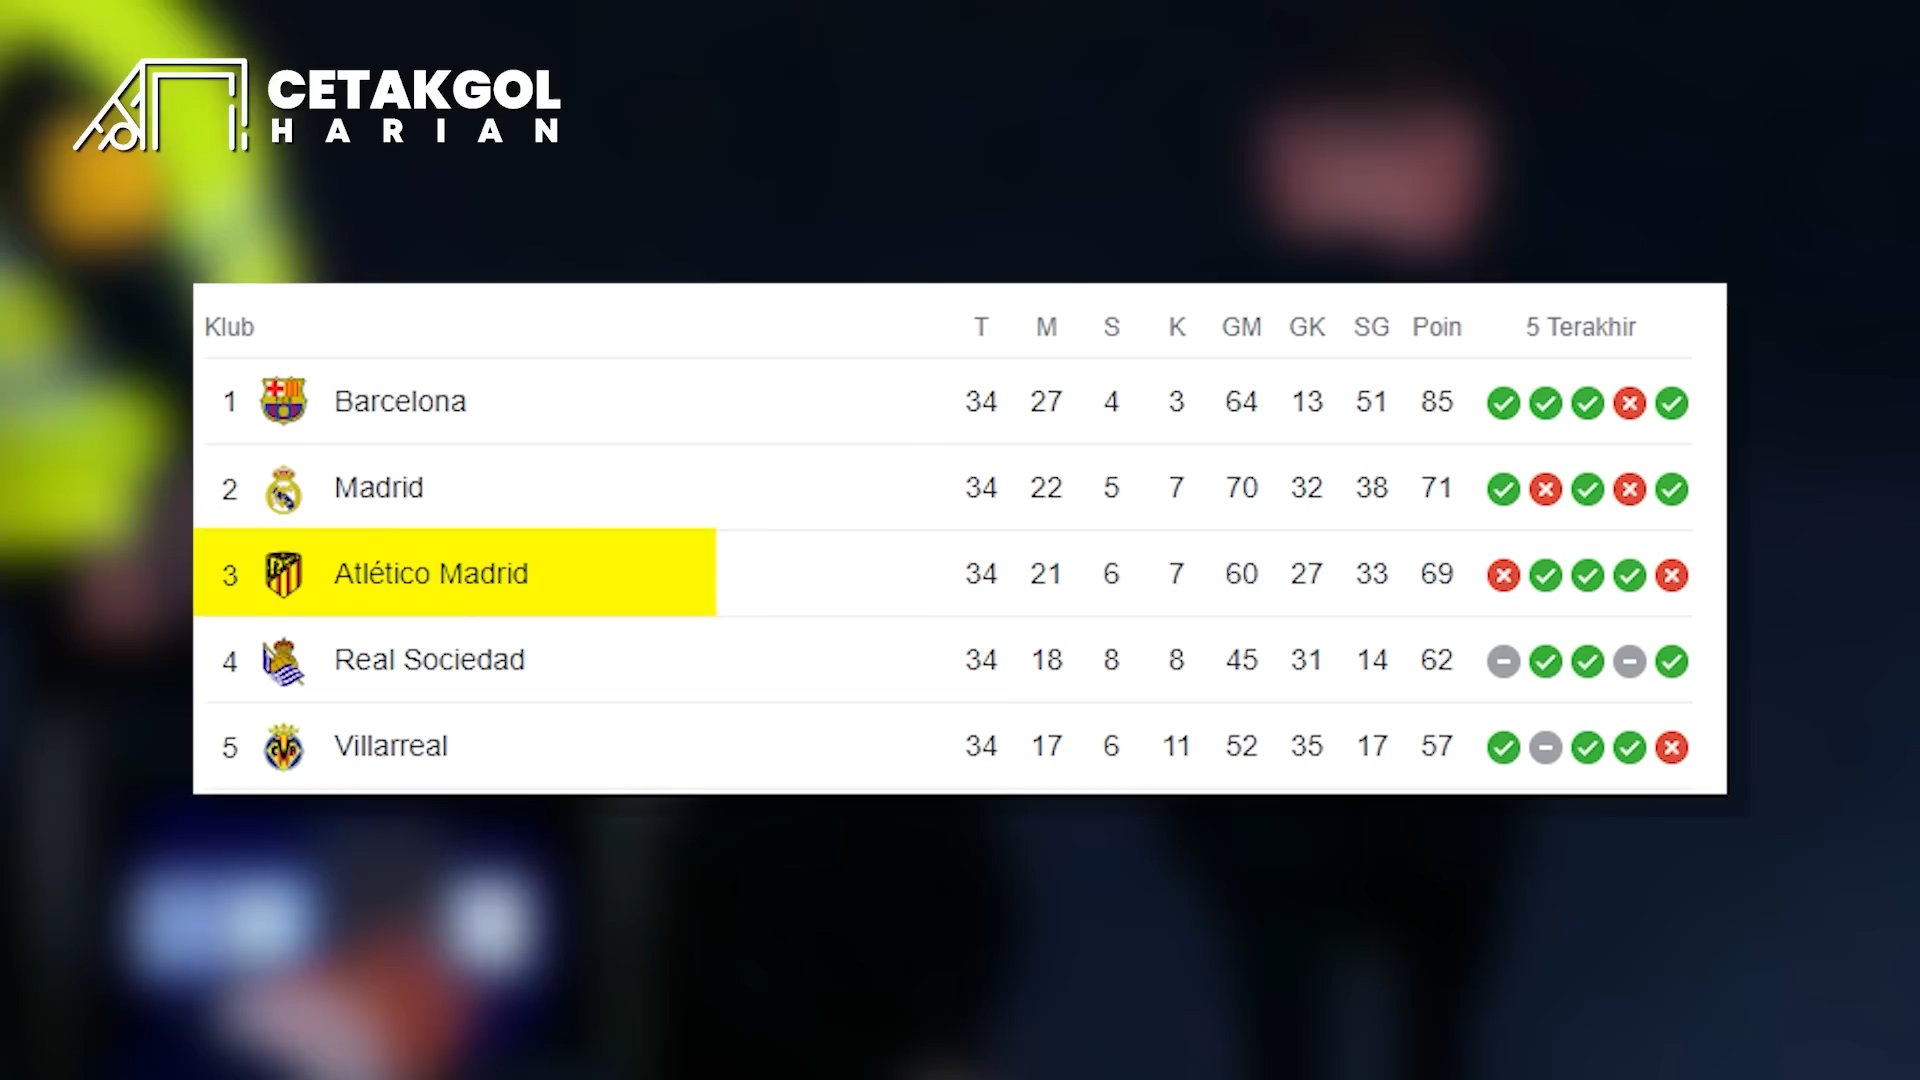 CETAKGOL
HARIAN
Klub T M S K GM GK SG Poin 5 Terakhir
1 Barcelona 34 27 4 3 64 13 51 85
2 Madrid 34 22 5 7 70 32 38 71
3 Atlético Madrid 34 21 6 7 60 27 33 69
4 Real Sociedad 34 18 8 8 45 31 14 62
5 Villarreal 34 17 6 11 52 35 17 57